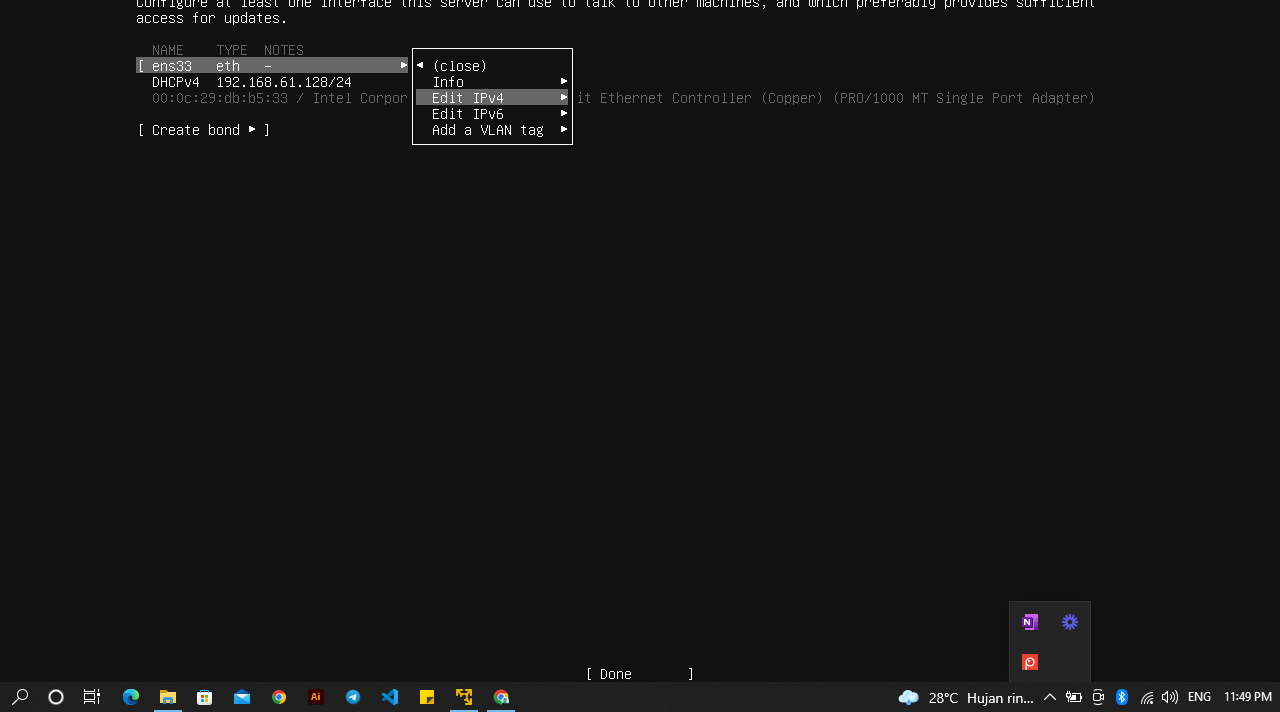 Configure at least one interface this server can use to talk to other machines, and which preferably provides sufficient
access for updates.
NAME TYPE NOTES
[ ens33 eth –
DHCPv4 192.168.61.128/24
00:0c:29:db:b5:33 / Intel Corpor
it Ethernet Controller (Copper) (PRO/1000 MT Single Port Adapter)
(close)
Info
Edit IPv4
Edit IPv6
Add a VLAN tag
[ Create bond ▸ ]
[ Done ]
Ai
28°C Hujan rin... ENG 11:49 PM